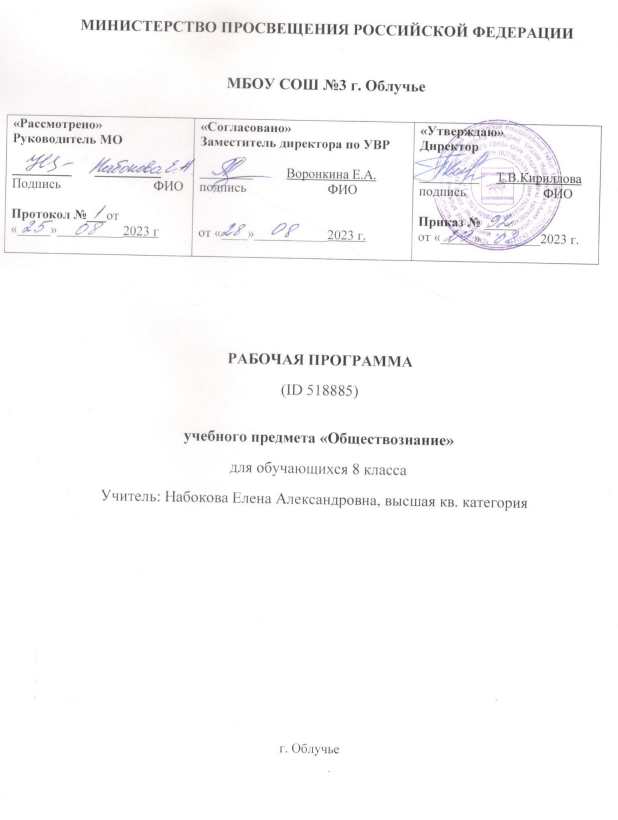 МИНИСТЕРСТВО ПРОСВЕЩЕНИЯ РОССИЙСКОЙ ФЕДЕРАЦИИ
МБОУ СОШ №3 г. Облучье
«Рассмотрено»
Руководитель МО
Набокова Е.А.
Подпись ФИО
Протокол № 1 от
« 25 » 08 2023 г
«Согласовано»
Заместитель директора по УВР
Воронкина Е.А.
подпись ФИО
от «28 » 08 2023 г.
«Утверждаю»
Директор
Т.В.Кириллова
подпись ФИО
Приказ №
от « » 08 2023 г.
РАБОЧАЯ ПРОГРАММА
(ID 518885)
учебного предмета «Обществознание»
для обучающихся 8 класса
Учитель: Набокова Елена Александровна, высшая кв. категория
г. Облучье